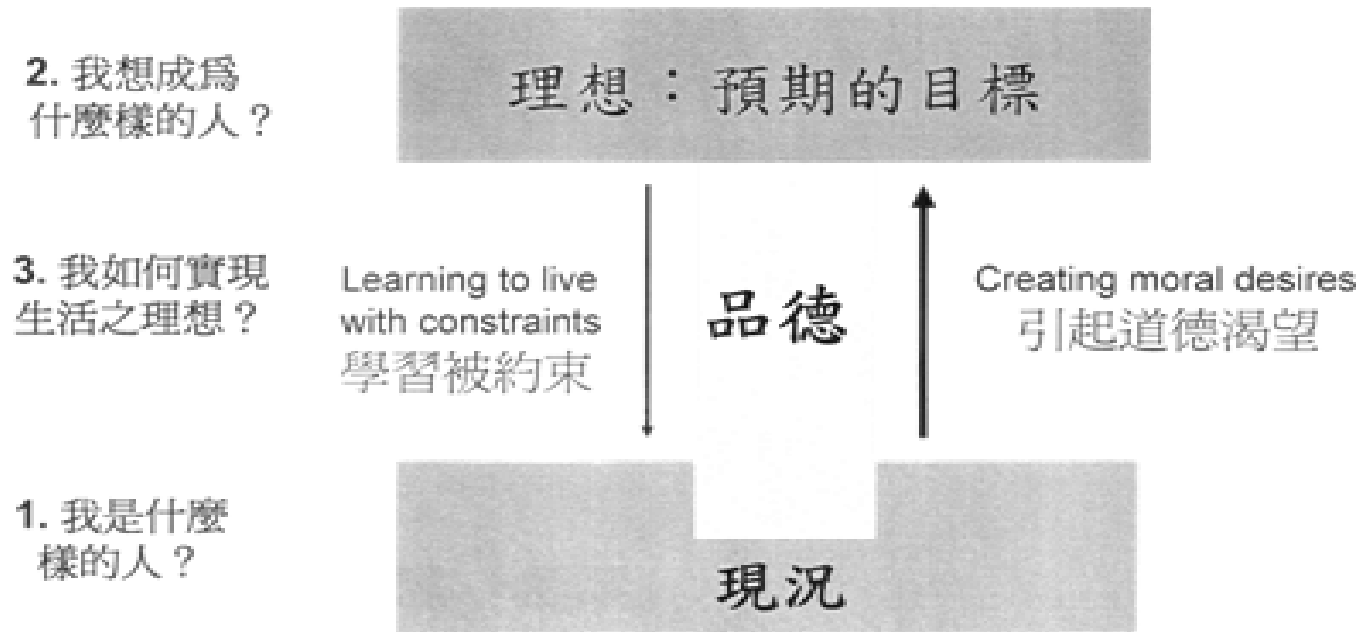 2. 我想成爲
什麼樣的人？
理想：預期的目標
3. 我如何實現
生活之理想？
Learning to live
with constraints
學習被約束
品德
Creating moral desires
引起道德渴望
1. 我是什麼
樣的人？
現況